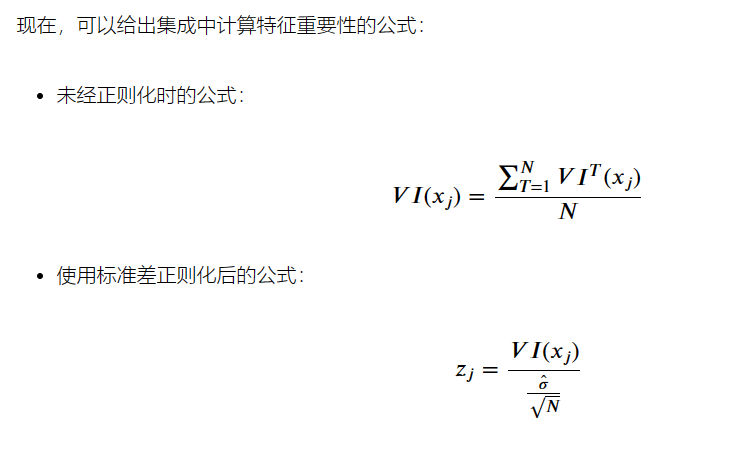 现在，可以给出集成中计算特征重要性的公式：
• 未经正则化时的公式：
VI(x_j) = \frac{\sum_{T=1}^{N} VI^T(x_j)}{N}
• 使用标准差正则化后的公式：
z_j = \frac{VI(x_j)}{\frac{\hat{\sigma}}{\sqrt{N}}}